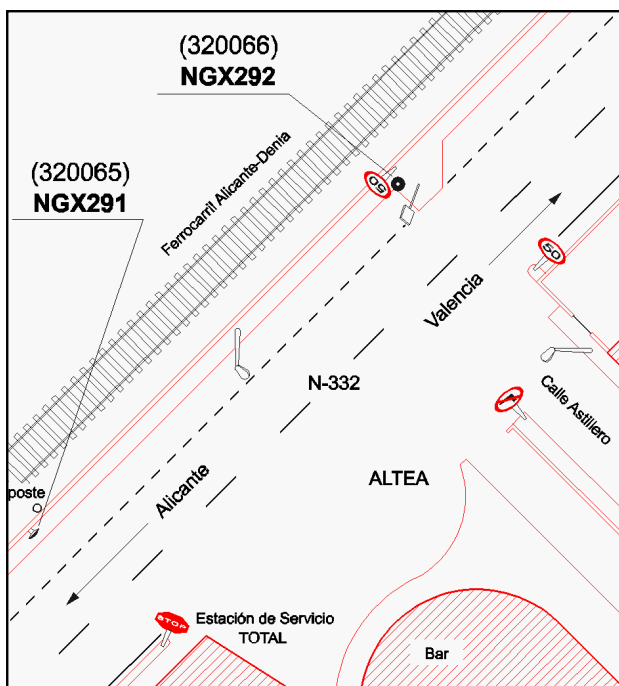 (320066)
NGX292
(320065)
NGX291
Ferrocarril Alicante-Denia
50
50
Valencia
N-332
Calle Astillero
ALTEA
poste
Alicante
STOP
Estación de Servicio
TOTAL
Bar